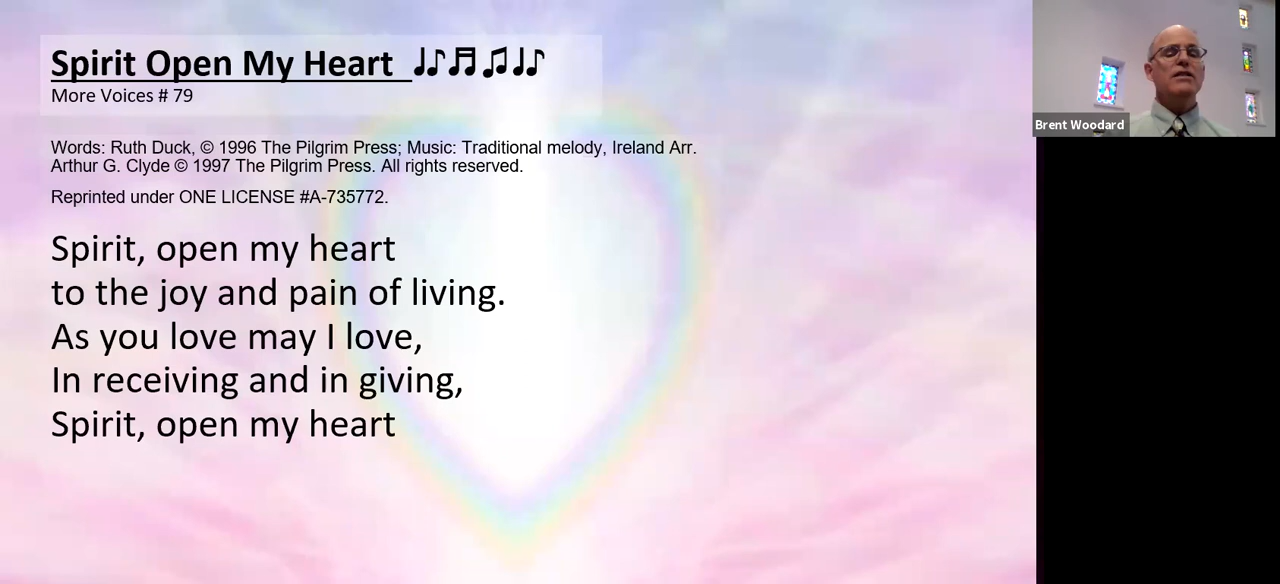 Spirit Open My Heart ♩♪♬♫♩♪
More Voices # 79
Words: Ruth Duck, © 1996 The Pilgrim Press; Music: Traditional melody, Ireland Arr.
Arthur G. Clyde © 1997 The Pilgrim Press. All rights reserved.
Reprinted under ONE LICENSE #A-735772.
Spirit, open my heart
to the joy and pain of living.
As you love may I love,
In receiving and in giving,
Spirit, open my heart
Brent Woodard